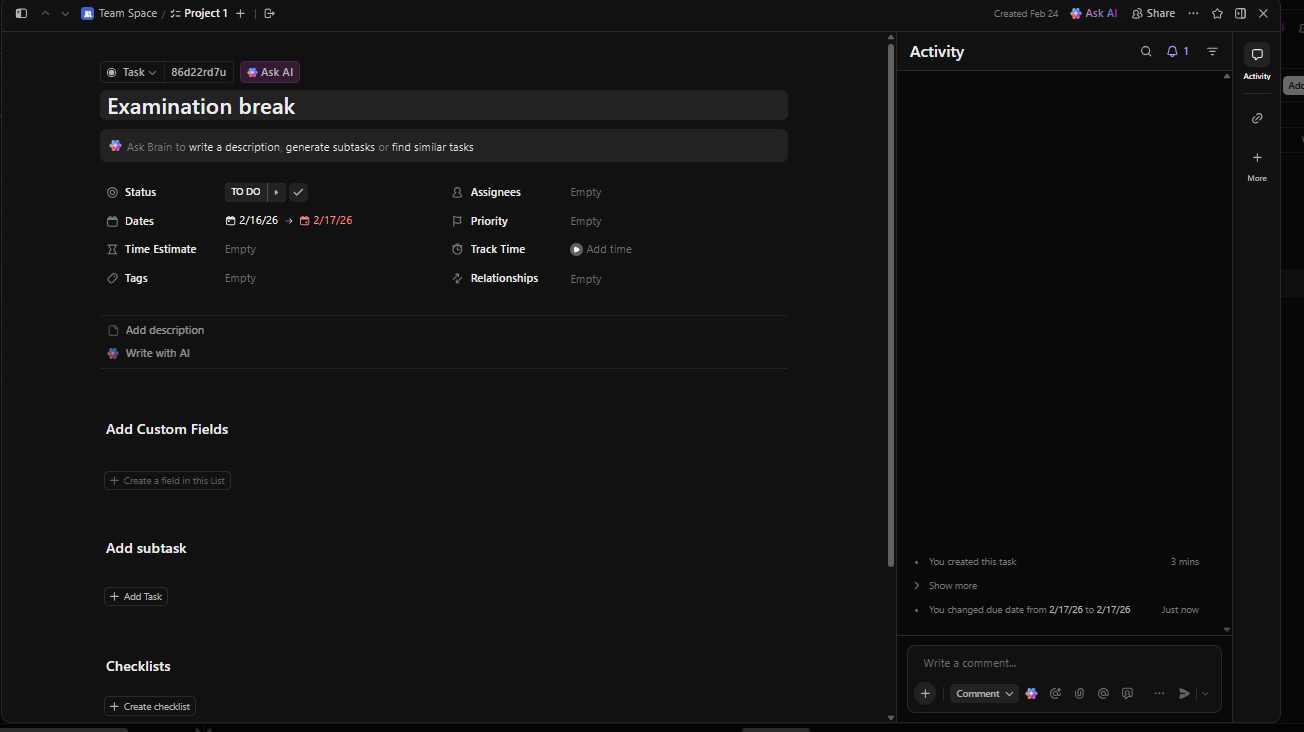 Team Space / Project 1
Created Feb 24 Ask AI Share
Task 86d22rd7u Ask AI
Examination break
Ask Brain to write a description, generate subtasks or find similar tasks
Status TO DO
Assignees Empty
Dates 2/16/26 → 2/17/26
Priority Empty
Time Estimate Empty
Track Time Add time
Tags Empty
Relationships Empty
Add description
Write with AI
Add Custom Fields
+ Create a field in this List
Add subtask
+ Add Task
Checklists
+ Create checklist
Activity
1
You created this task 3 mins
Show more
You changed due date from 2/17/26 to 2/17/26 Just now
Write a comment...
Comment
Activity
More
Add